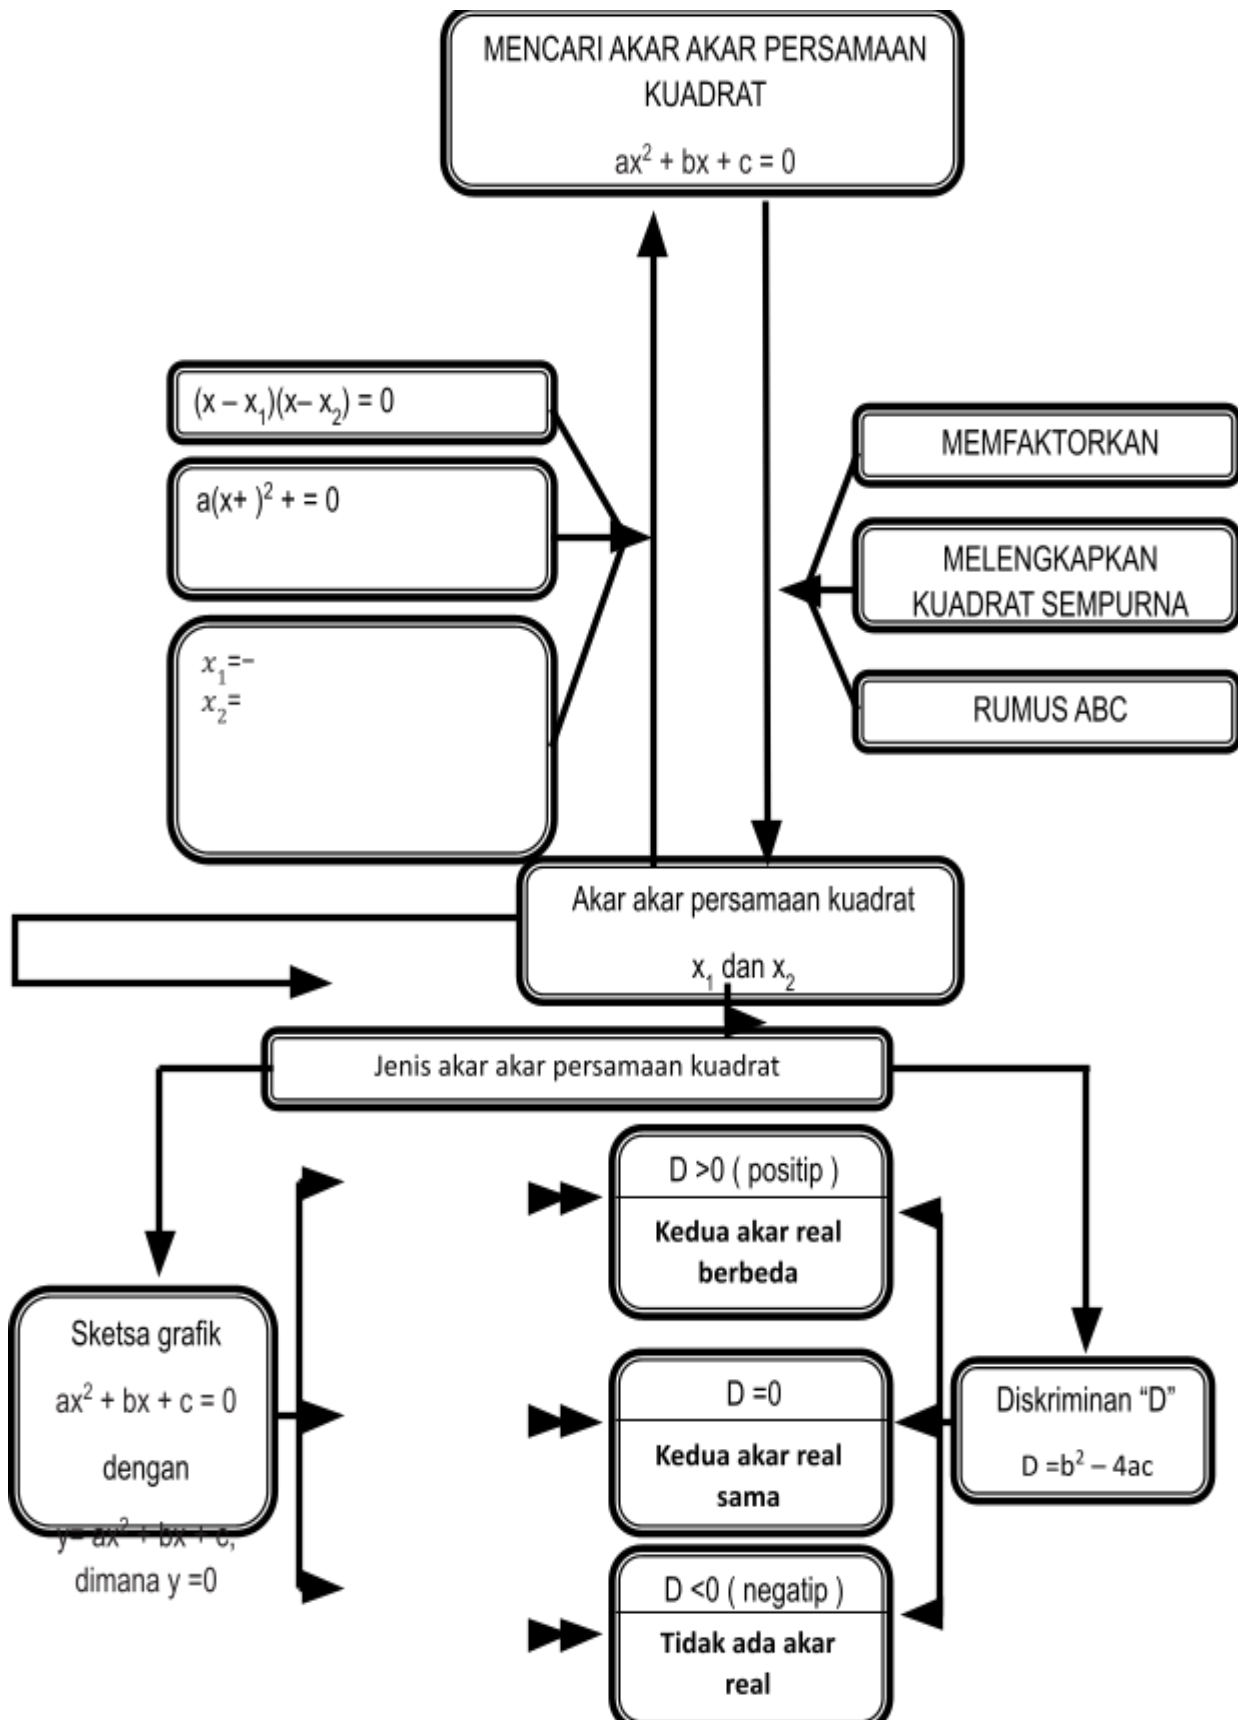 MENCARI AKAR AKAR PERSAMAAN
KUADRAT
ax² + bx + c = 0
(x – x₁)(x– x₂) = 0
a(x+ )² + = 0
x₁=–
x₂=
MEMFAKTORKAN
MELENGKAPKAN
KUADRAT SEMPURNA
RUMUS ABC
Akar akar persamaan kuadrat
x₁ dan x₂
Jenis akar akar persamaan kuadrat
Sketsa grafik
ax² + bx + c = 0
dengan
y= ax² + bx + c,
dimana y =0
D >0 ( positip )
Kedua akar real
berbeda
D =0
Kedua akar real
sama
D <0 ( negatip )
Tidak ada akar
real
Diskriminan “D”
D =b² – 4ac